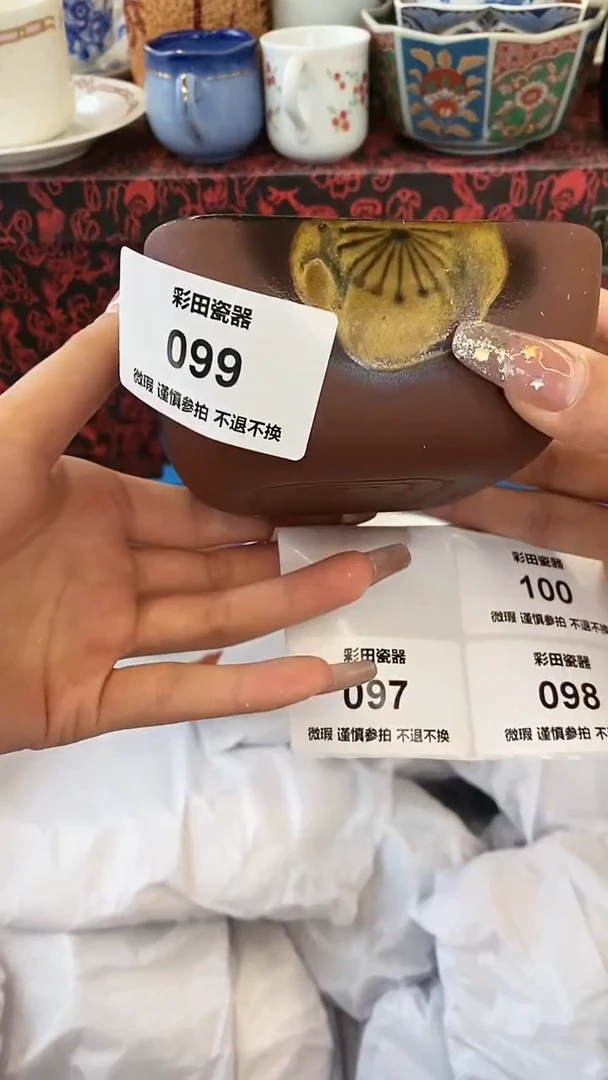 彩田瓷器
099
微瑕 谨慎参拍 不退不换
彩田瓷器
100
微瑕 谨慎参拍 不退不换
彩田瓷器
097
微瑕 谨慎参拍 不退不换
彩田瓷器
098
微瑕 谨慎参拍 不退不换